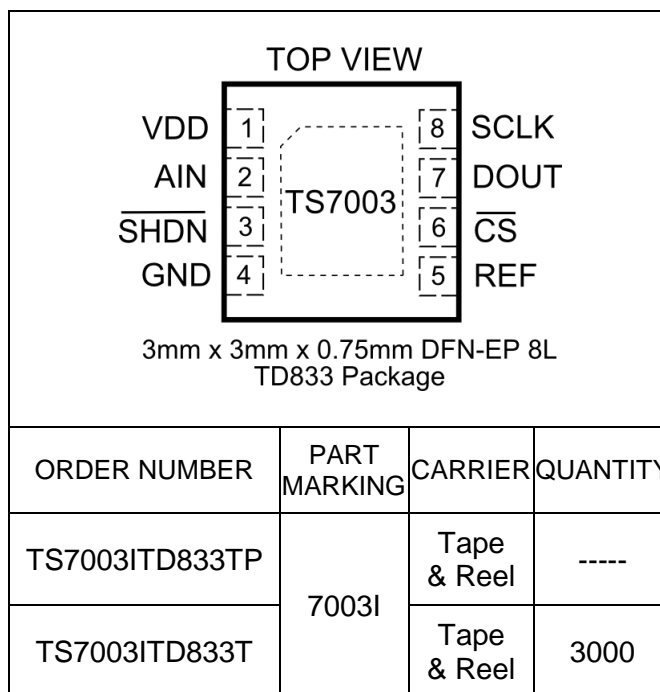 TOP VIEW
VDD 1 8 SCLK
AIN 2 7 DOUT
TS7003
SHDN 3 6 CS
GND 4 5 REF
3mm x 3mm x 0.75mm DFN-EP 8L
TD833 Package
ORDER NUMBER PART MARKING CARRIER QUANTITY
TS7003ITD833TP 7003I Tape & Reel -----
TS7003ITD833T Tape & Reel 3000